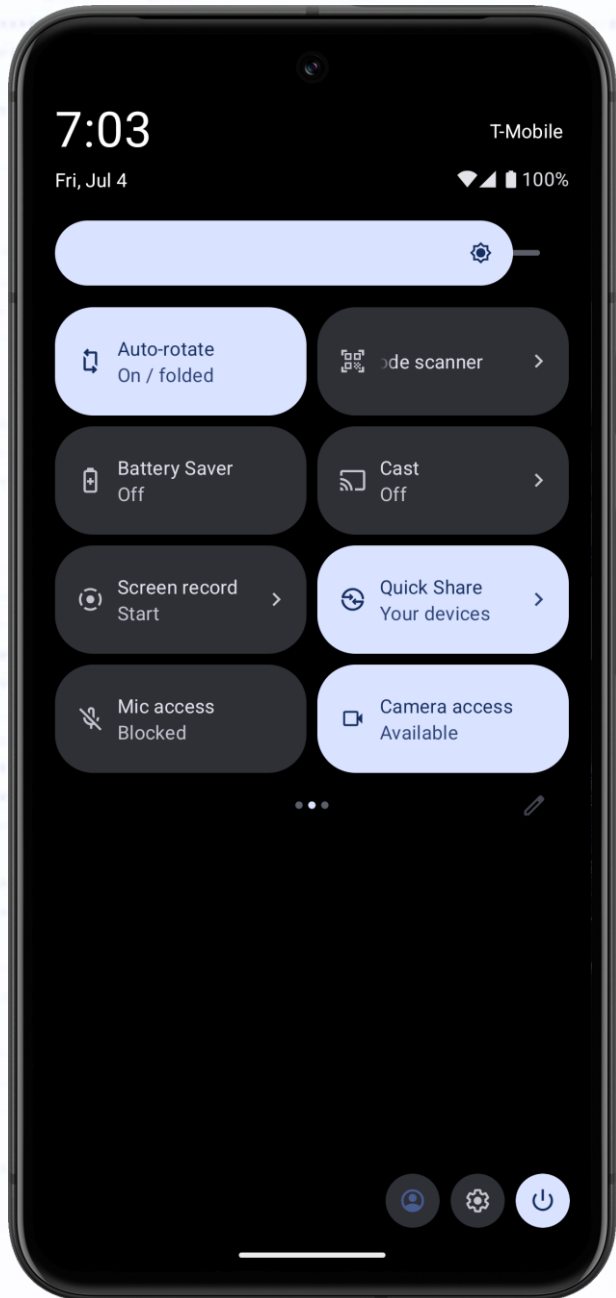 7:03
T-Mobile
Fri, Jul 4
100%
Auto-rotate
On / folded
de scanner
Battery Saver
Off
Cast
Off
Screen record
Start
Quick Share
Your devices
Mic access
Blocked
Camera access
Available